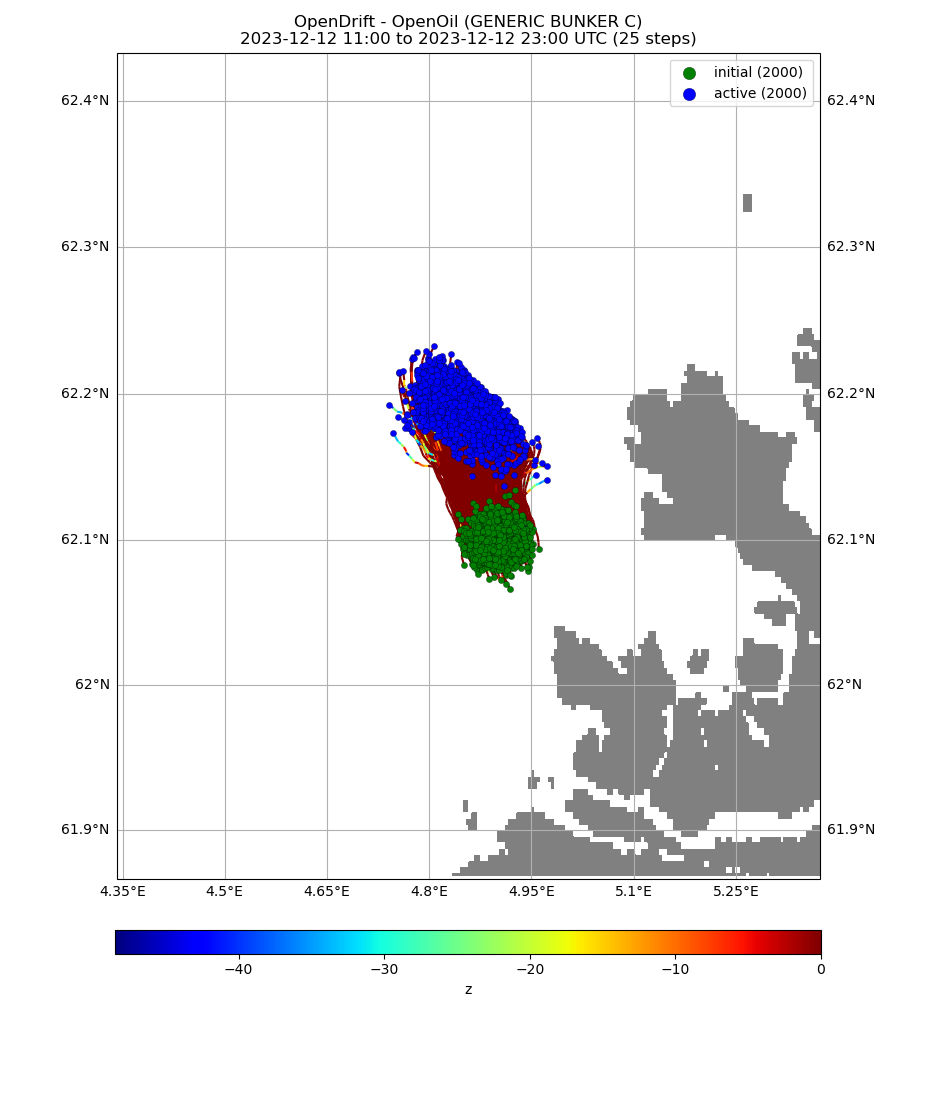 OpenDrift - OpenOil (GENERIC BUNKER C)
2023-12-12 11:00 to 2023-12-12 23:00 UTC (25 steps)
initial (2000)
active (2000)
62.4°N 62.4°N
62.3°N 62.3°N
62.2°N 62.2°N
62.1°N 62.1°N
62°N 62°N
61.9°N 61.9°N
4.35°E 4.5°E 4.65°E 4.8°E 4.95°E 5.1°E 5.25°E
−40 −30 −20 −10 0
z